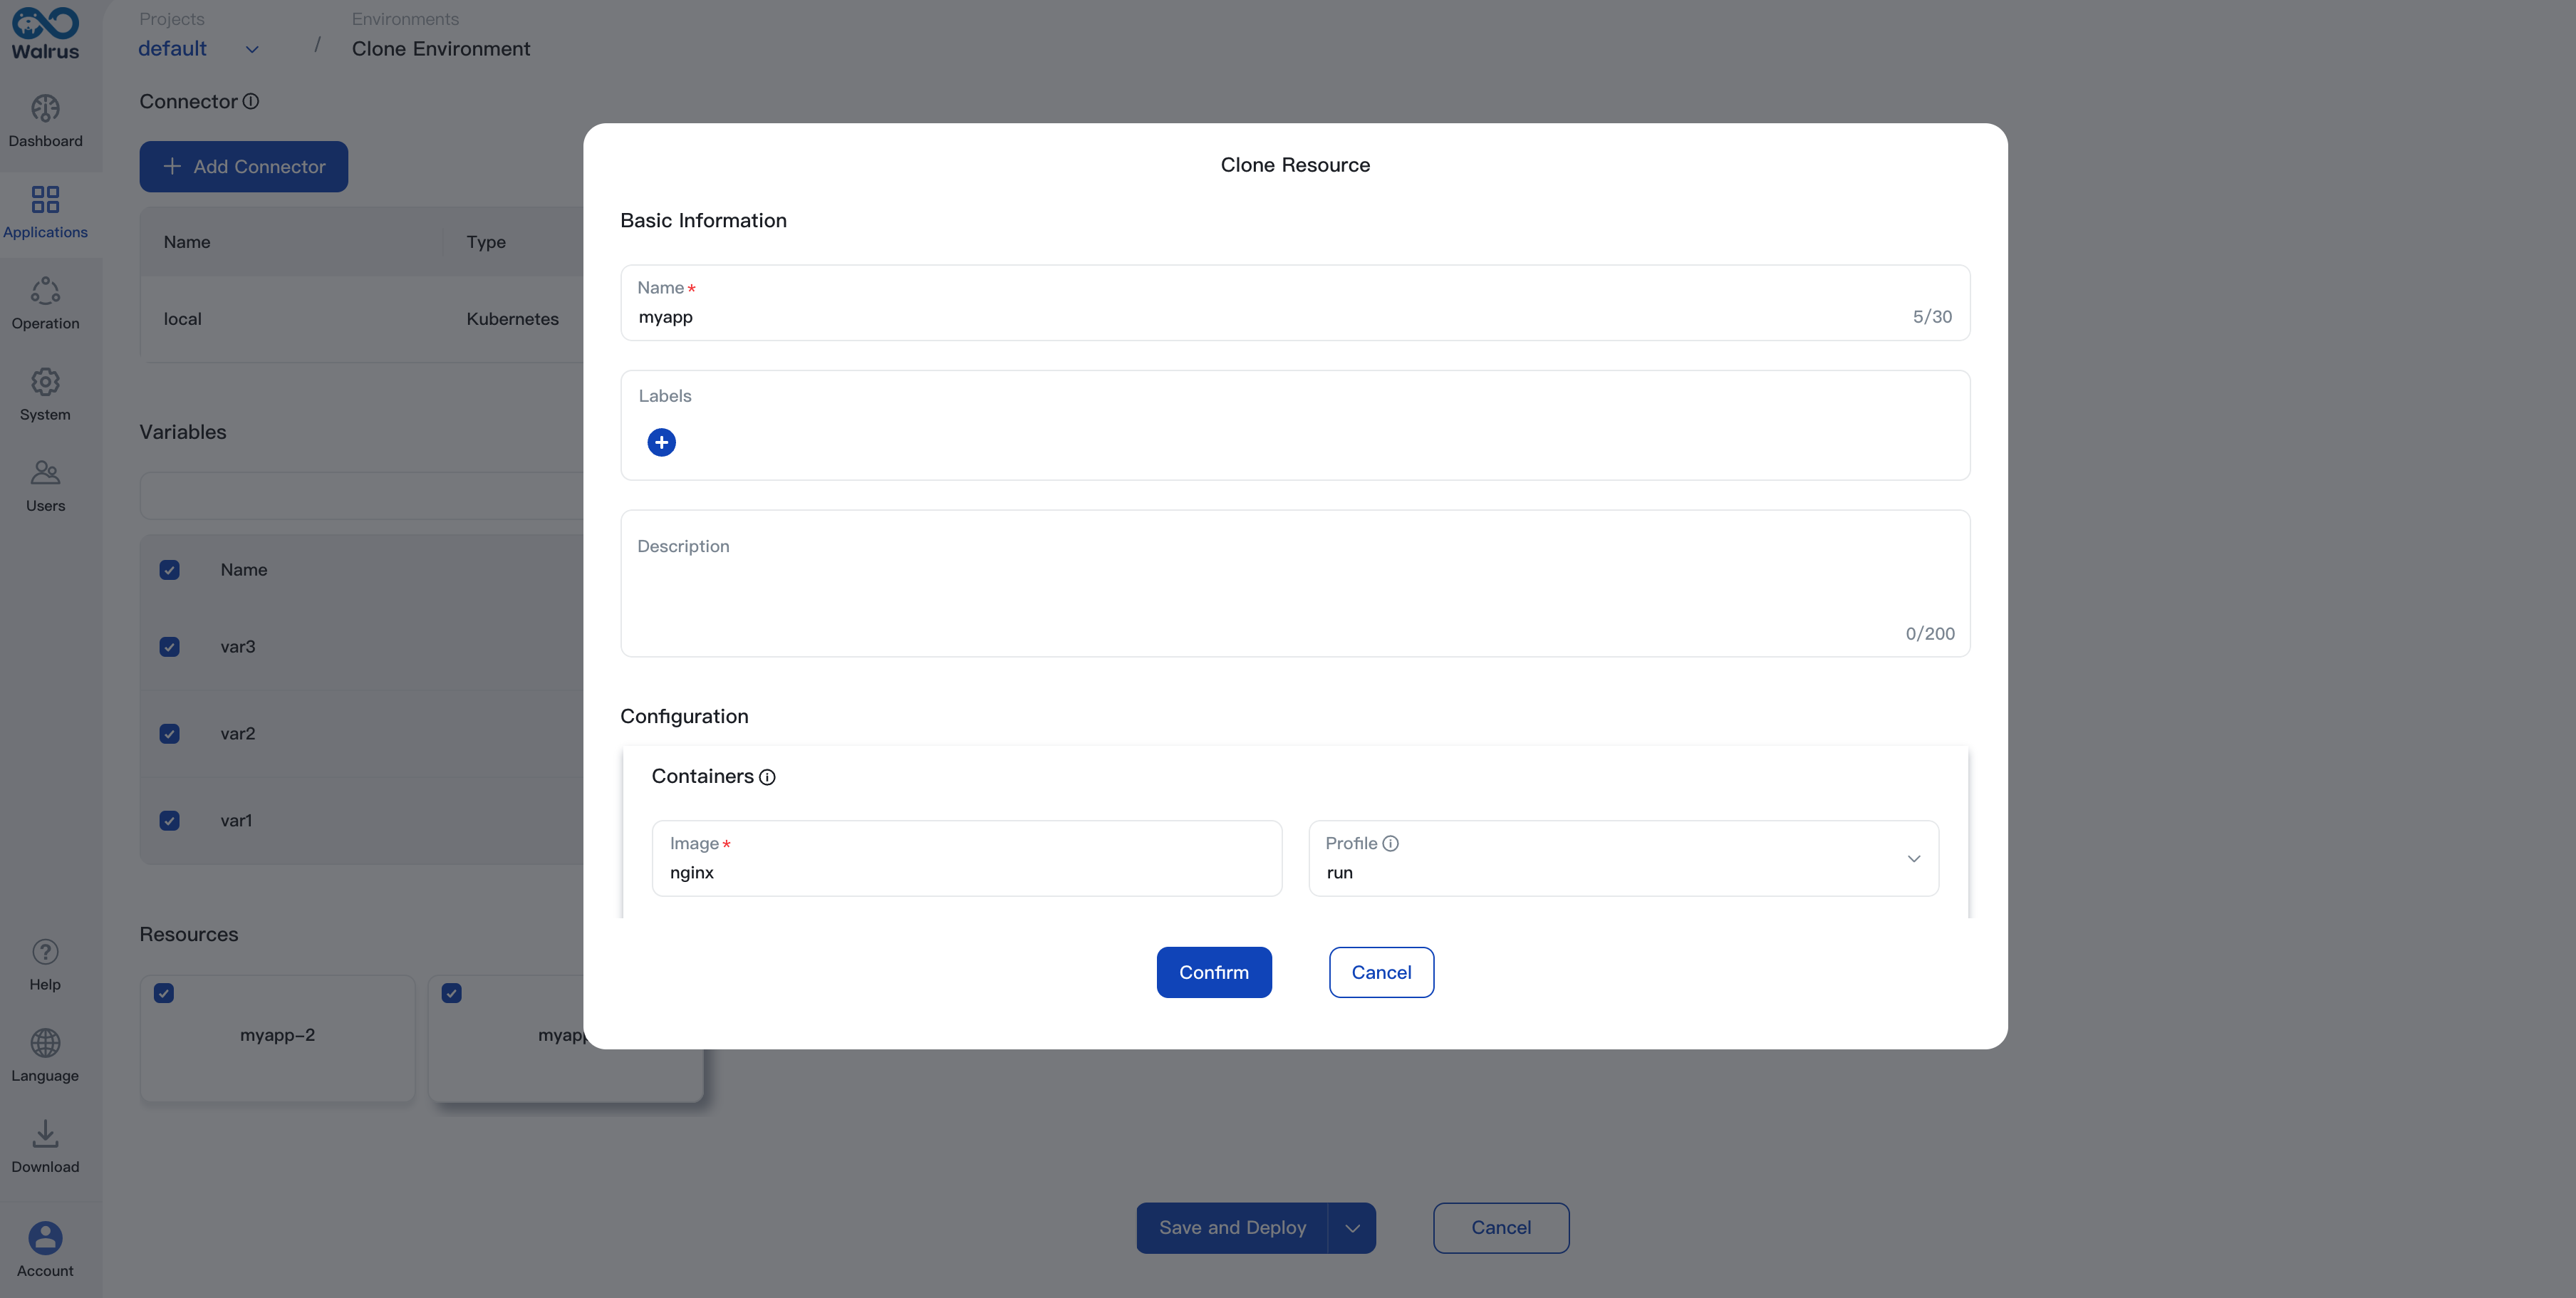 Walrus
Dashboard
Applications
Operation
System
Users
Help
Language
Download
Account
Projects
default
/
Environments
Clone Environment
Connector
Add Connector
Name Type
local Kubernetes
Variables
Name
var3
var2
var1
Resources
myapp-2
Save and Deploy
Cancel
Clone Resource
Basic Information
Name*
myapp 5/30
Labels
Description
0/200
Configuration
Containers
Image*
nginx
Profile
run
Confirm
Cancel